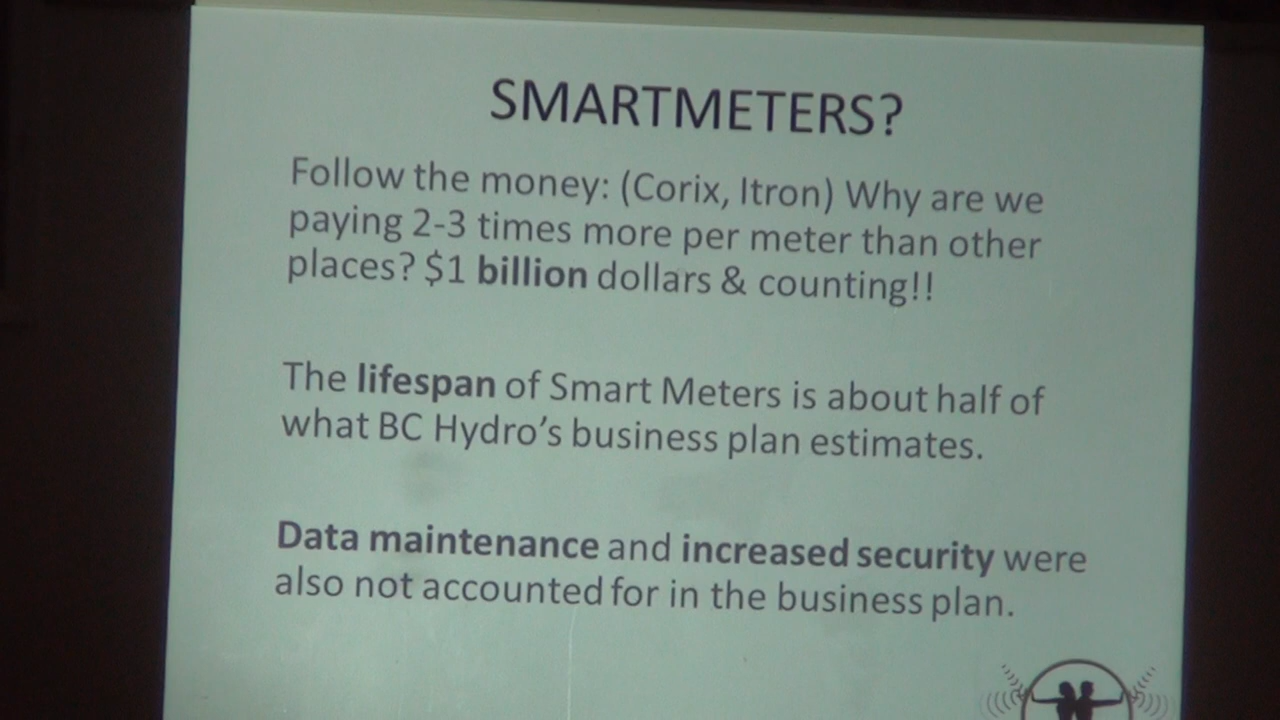 SMARTMETERS?
Follow the money: (Corix, Itron) Why are we
paying 2-3 times more per meter than other
places? $1 billion dollars & counting!!
The lifespan of Smart Meters is about half of
what BC Hydro's business plan estimates.
Data maintenance and increased security were
also not accounted for in the business plan.